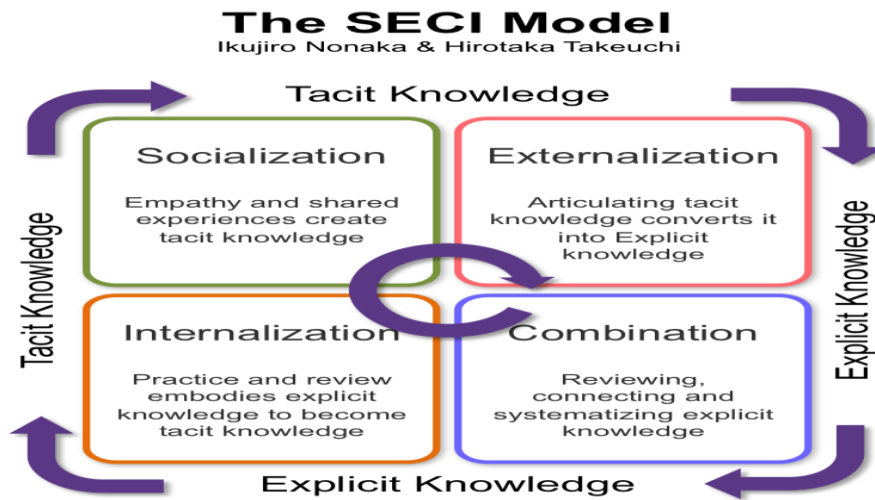 The SECI Model
Ikujiro Nonaka & Hirotaka Takeuchi
Tacit Knowledge
Socialization
Empathy and shared
experiences create
tacit knowledge
Externalization
Articulating tacit
knowledge converts it
into Explicit
knowledge
Tacit Knowledge
Explicit Knowledge
Internalization
Practice and review
embodies explicit
knowledge to become
tacit knowledge
Combination
Reviewing,
connecting and
systematizing explicit
knowledge
Explicit Knowledge